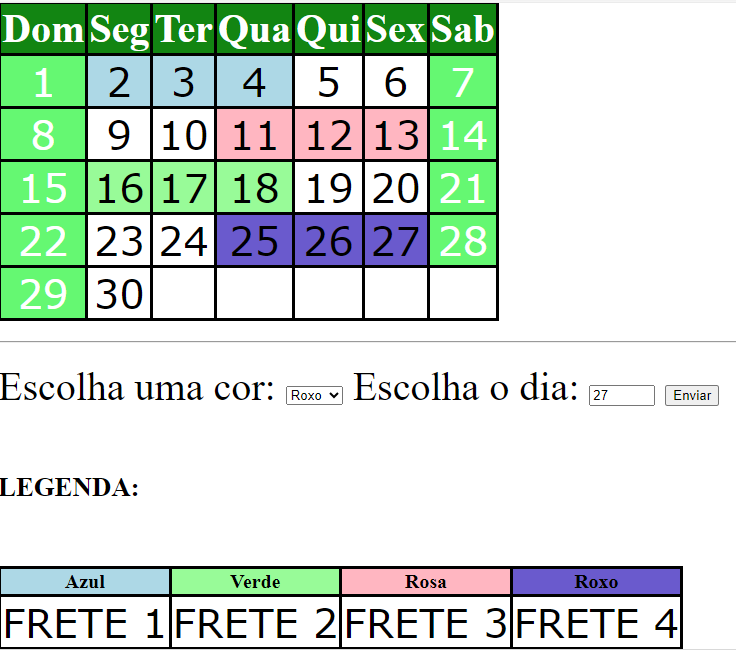 Dom Seg Ter Qua Qui Sex Sab
1 2 3 4 5 6 7
8 9 10 11 12 13 14
15 16 17 18 19 20 21
22 23 24 25 26 27 28
29 30
Escolha uma cor: Roxo Escolha o dia: 27 Enviar
LEGENDA:
Azul Verde Rosa Roxo
FRETE 1 FRETE 2 FRETE 3 FRETE 4